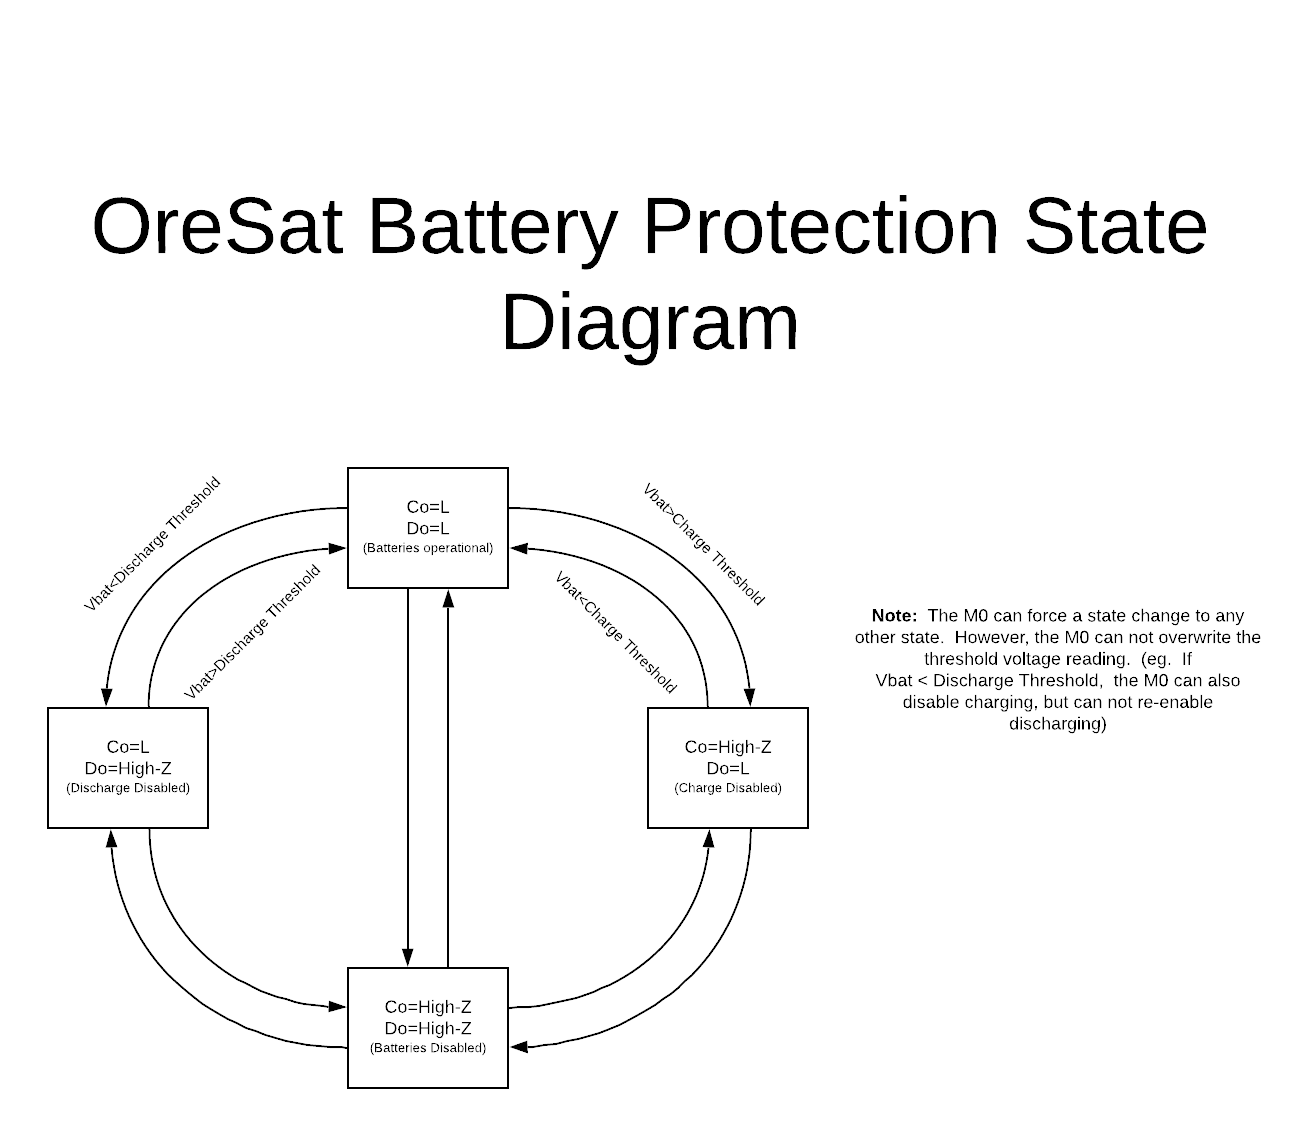 OreSat Battery Protection State
Diagram
Vbat<Discharge Threshold
Vbat>Discharge Threshold
Co=L
Do=L
(Batteries operational)
Vbat>Charge Threshold
Vbat<Charge Threshold
Note:  The M0 can force a state change to any
other state.  However, the M0 can not overwrite the
threshold voltage reading.  (eg.  If
Vbat < Discharge Threshold,  the M0 can also
disable charging, but can not re-enable
discharging)
Co=L
Do=High-Z
(Discharge Disabled)
Co=High-Z
Do=L
(Charge Disabled)
Co=High-Z
Do=High-Z
(Batteries Disabled)